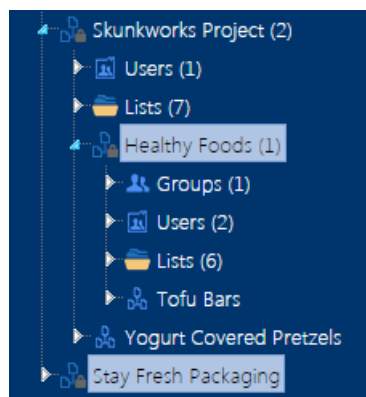 Skunkworks Project (2)
Users (1)
Lists (7)
Healthy Foods (1)
Groups (1)
Users (2)
Lists (6)
Tofu Bars
Yogurt Covered Pretzels
Stay Fresh Packaging